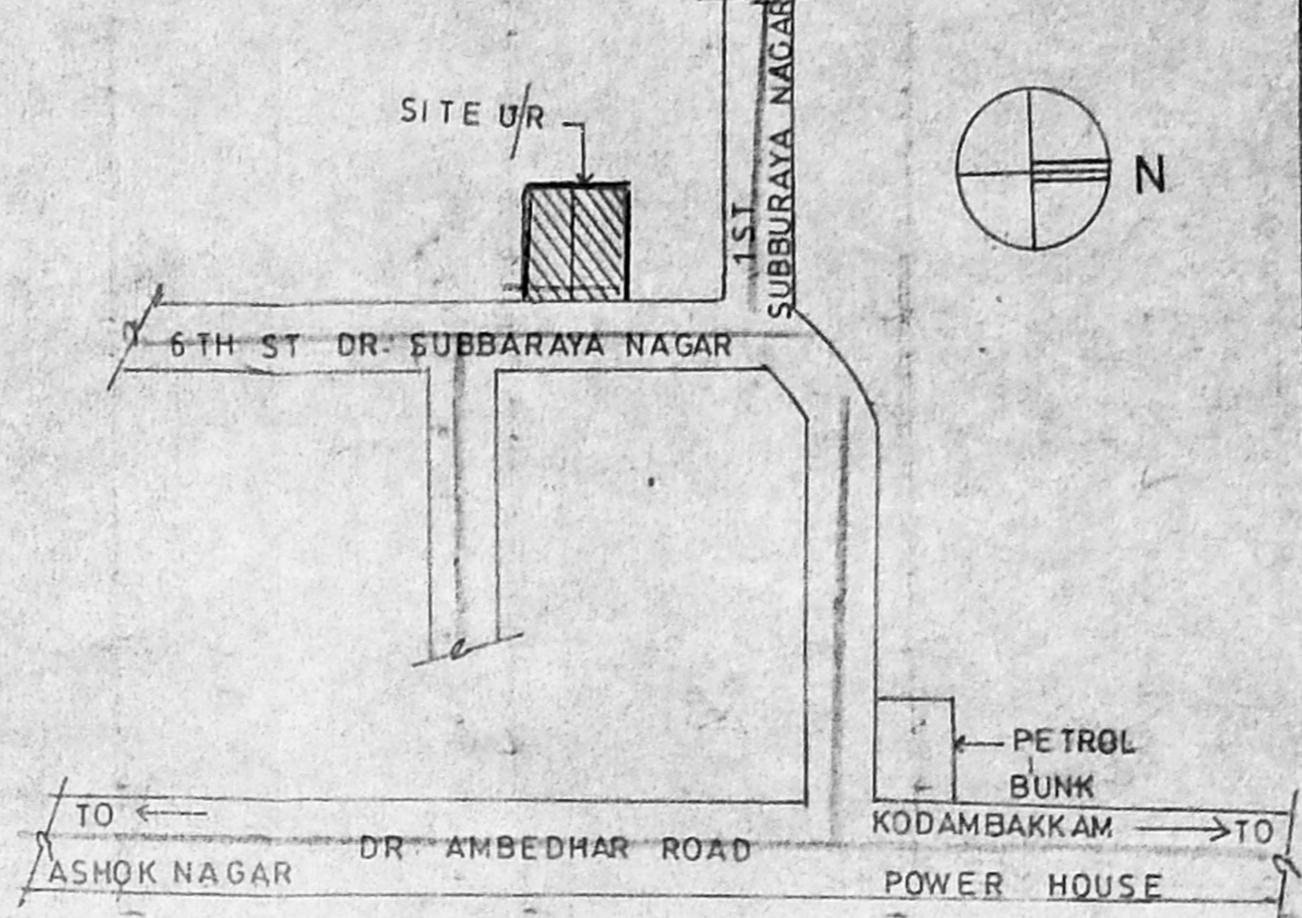 SITE U/R
N
1ST
SUBBURAYA NAGAR
6TH ST DR. SUBBARAYA NAGAR
PETROL
BUNK
TO
KODAMBAKKAM TO
DR AMBEDHAR ROAD
ASHOK NAGAR
POWER HOUSE